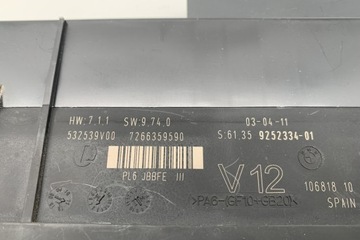 HW:7.1.1 SW:9.74.0 03-04-11
532539V00 7266359590 S:61.35 9252334-01
PL6 JBBFE III
V12
106818.10
>PA6-(GF10+GB20)<
SPAIN